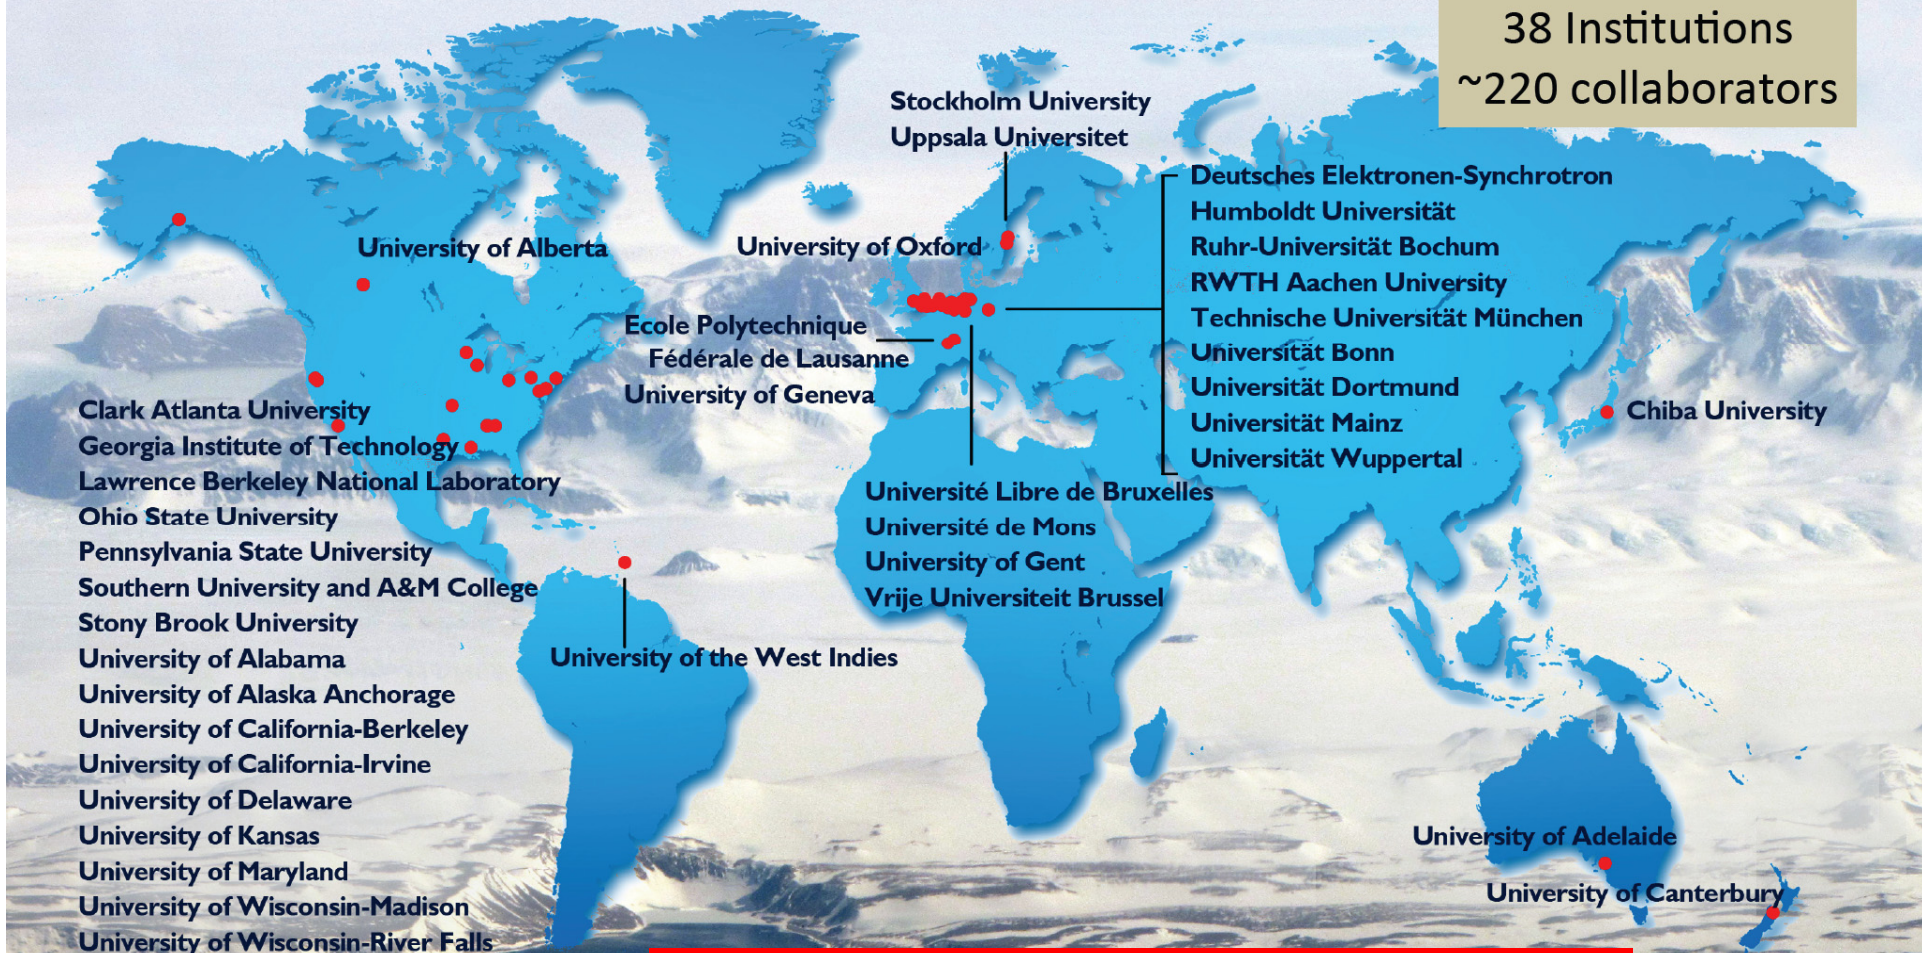 38 Institutions
~220 collaborators
Stockholm University
Uppsala Universitet
Deutsches Elektronen-Synchrotron
Humboldt Universität
Ruhr-Universität Bochum
RWTH Aachen University
Technische Universität München
Universität Bonn
Universität Dortmund
Universität Mainz
Universität Wuppertal
University of Alberta
University of Oxford
Ecole Polytechnique
Fédérale de Lausanne
University of Geneva
Chiba University
Clark Atlanta University
Georgia Institute of Technology
Lawrence Berkeley National Laboratory
Ohio State University
Pennsylvania State University
Southern University and A&M College
Stony Brook University
University of Alabama
University of Alaska Anchorage
University of California-Berkeley
University of California-Irvine
University of Delaware
University of Kansas
University of Maryland
University of Wisconsin-Madison
University of Wisconsin-River Falls
Université Libre de Bruxelles
Université de Mons
University of Gent
Vrije Universiteit Brussel
University of the West Indies
University of Adelaide
University of Canterbury